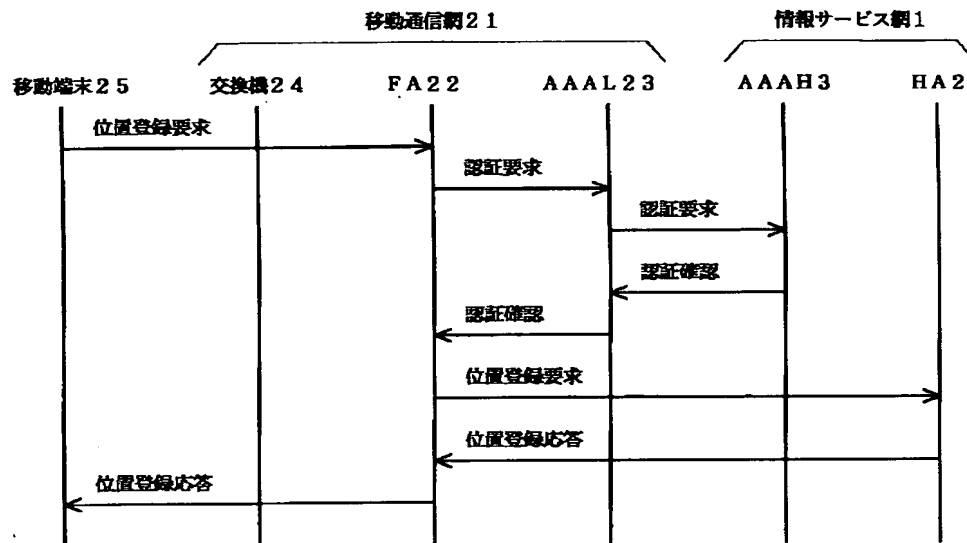 移動通信網２１
情報サービス網１
移動端末２５
交換機２４
ＦＡ２２
ＡＡＡＬ２３
ＡＡＡＨ３
ＨＡ２
位置登録要求
認証要求
認証要求
認証確認
認証確認
位置登録要求
位置登録応答
位置登録応答